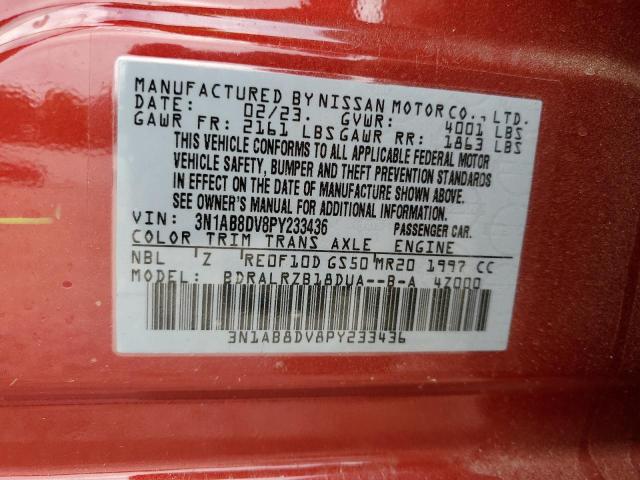 MANUFACTURED BY NISSAN MOTOR CO., LTD.
DATE: 02/23. GVWR: 4001 LBS
GAWR FR: 2161 LBS GAWR RR: 1863 LBS
THIS VEHICLE CONFORMS TO ALL APPLICABLE FEDERAL MOTOR
VEHICLE SAFETY, BUMPER AND THEFT PREVENTION STANDARDS
IN EFFECT ON THE DATE OF MANUFACTURE SHOWN ABOVE.
SEE OWNER'S MANUAL FOR ADDITIONAL INFORMATION.
VIN: 3N1AB8DV8PY233436 PASSENGER CAR.
COLOR TRIM TRANS AXLE ENGINE
NBL Z RE0F10D GS50 MR20 1997 CC
MODEL: BDRALRZB18DUA--B-A 4Z000
3N1AB8DV8PY233436